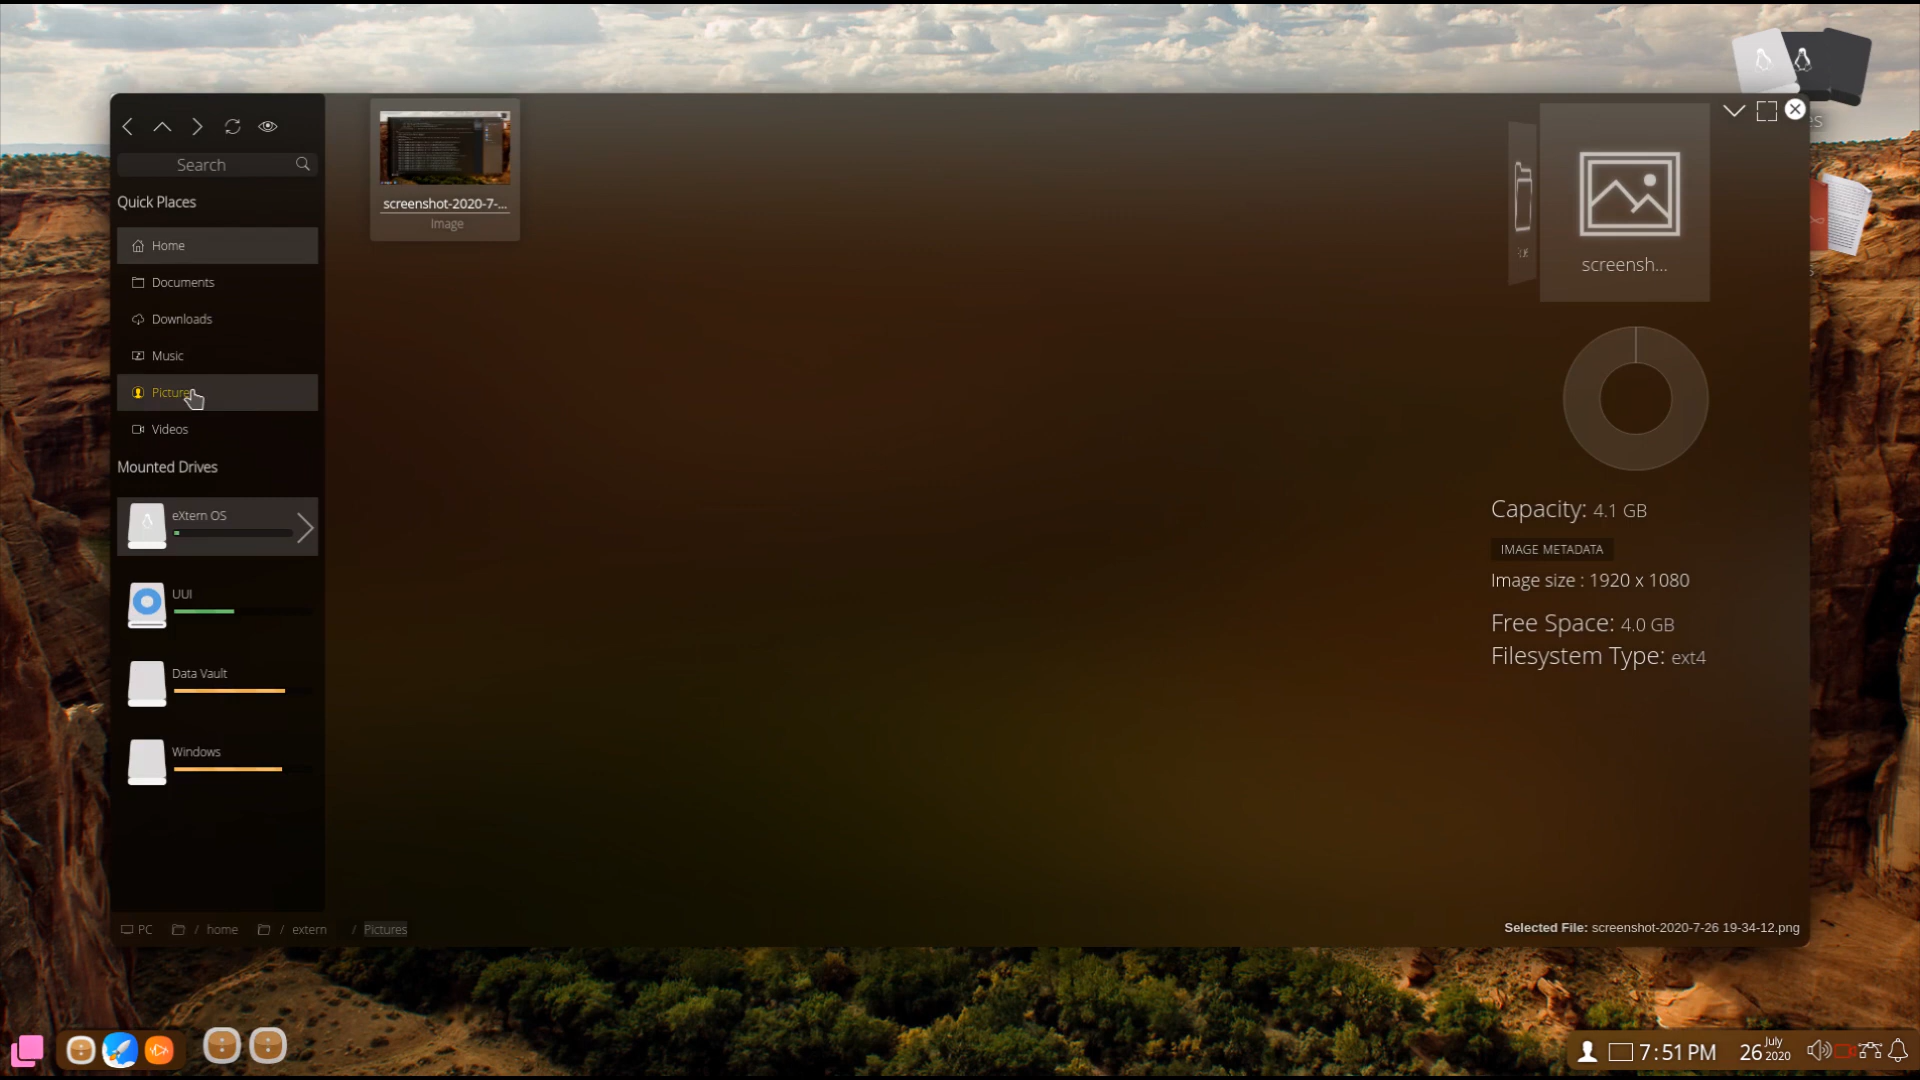 Search
Quick Places
Home
Documents
Downloads
Music
Picture
Videos
Mounted Drives
eXtern OS
UUI
Data Vault
Windows
screenshot-2020-7-...
Image
screensh...
Capacity: 4.1 GB
IMAGE METADATA
Image size : 1920 x 1080
Free Space: 4.0 GB
Filesystem Type: ext4
PC / home / extern / Pictures
Selected File: screenshot-2020-7-26 19-34-12.png
7:51 PM
26 July 2020